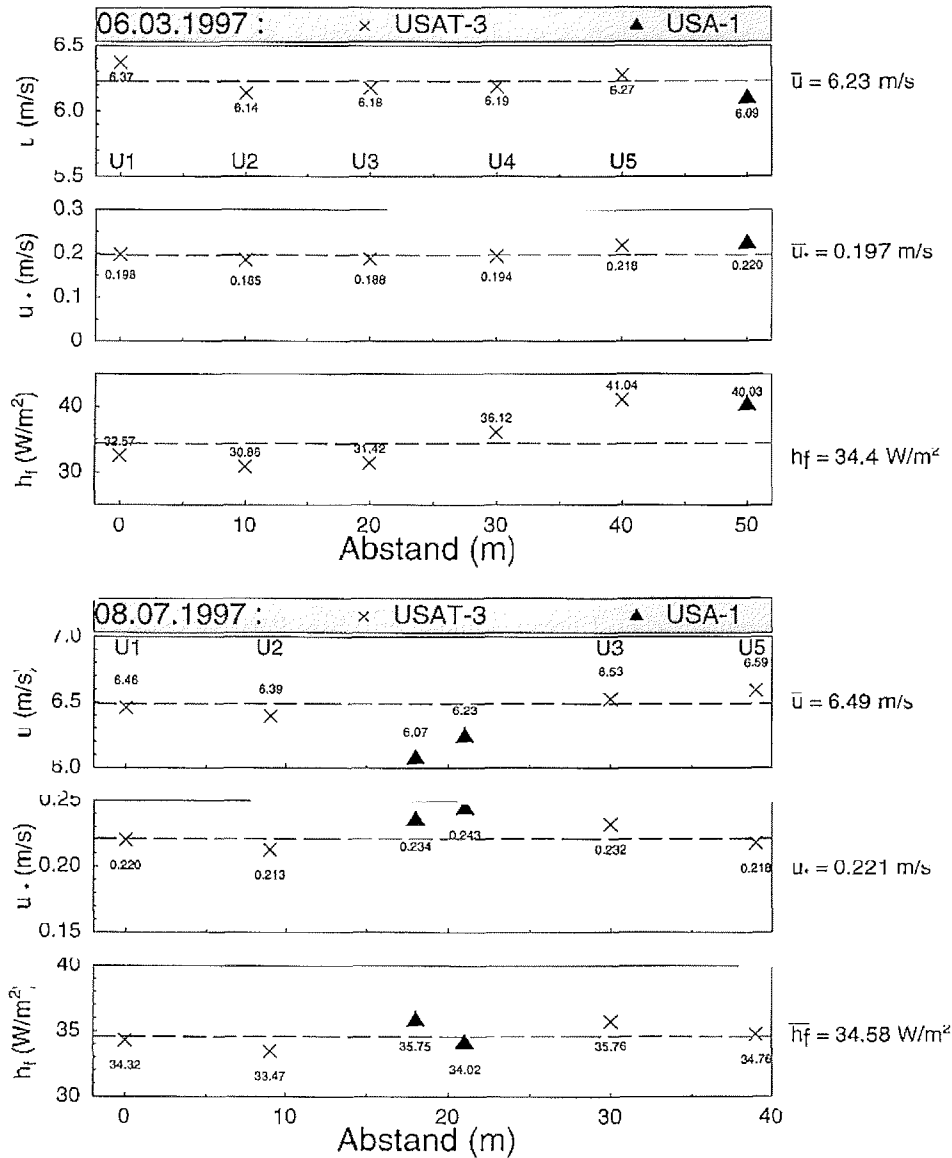 06.03.1997 : × USAT-3 ▲ USA-1
6.5
6.0
5.5
(m/s)
6.37
6.14
6.18
6.19
6.27
6.09
U1 U2 U3 U4 U5
ū = 6.23 m/s
0.3
0.2
0.1
0
u* (m/s)
0.198
0.185
0.188
0.194
0.218
0.220
ū* = 0.197 m/s
40
30
hf (W/m²)
32.57
30.86
31.42
36.12
41.04
40.03
hf = 34.4 W/m²
0 10 20 30 40 50
Abstand (m)
08.07.1997 : × USAT-3 ▲ USA-1
7.0
6.5
6.0
u (m/s)
U1 U2 U3 U5
6.46
6.39
6.07
6.23
6.53
6.59
ū = 6.49 m/s
0.25
0.20
0.15
u* (m/s)
0.220
0.213
0.234
0.243
0.232
0.218
u* = 0.221 m/s
40
35
30
hf (W/m²)
34.32
33.47
35.75
34.02
35.76
34.76
hf = 34.58 W/m²
0 10 20 30 40
Abstand (m)